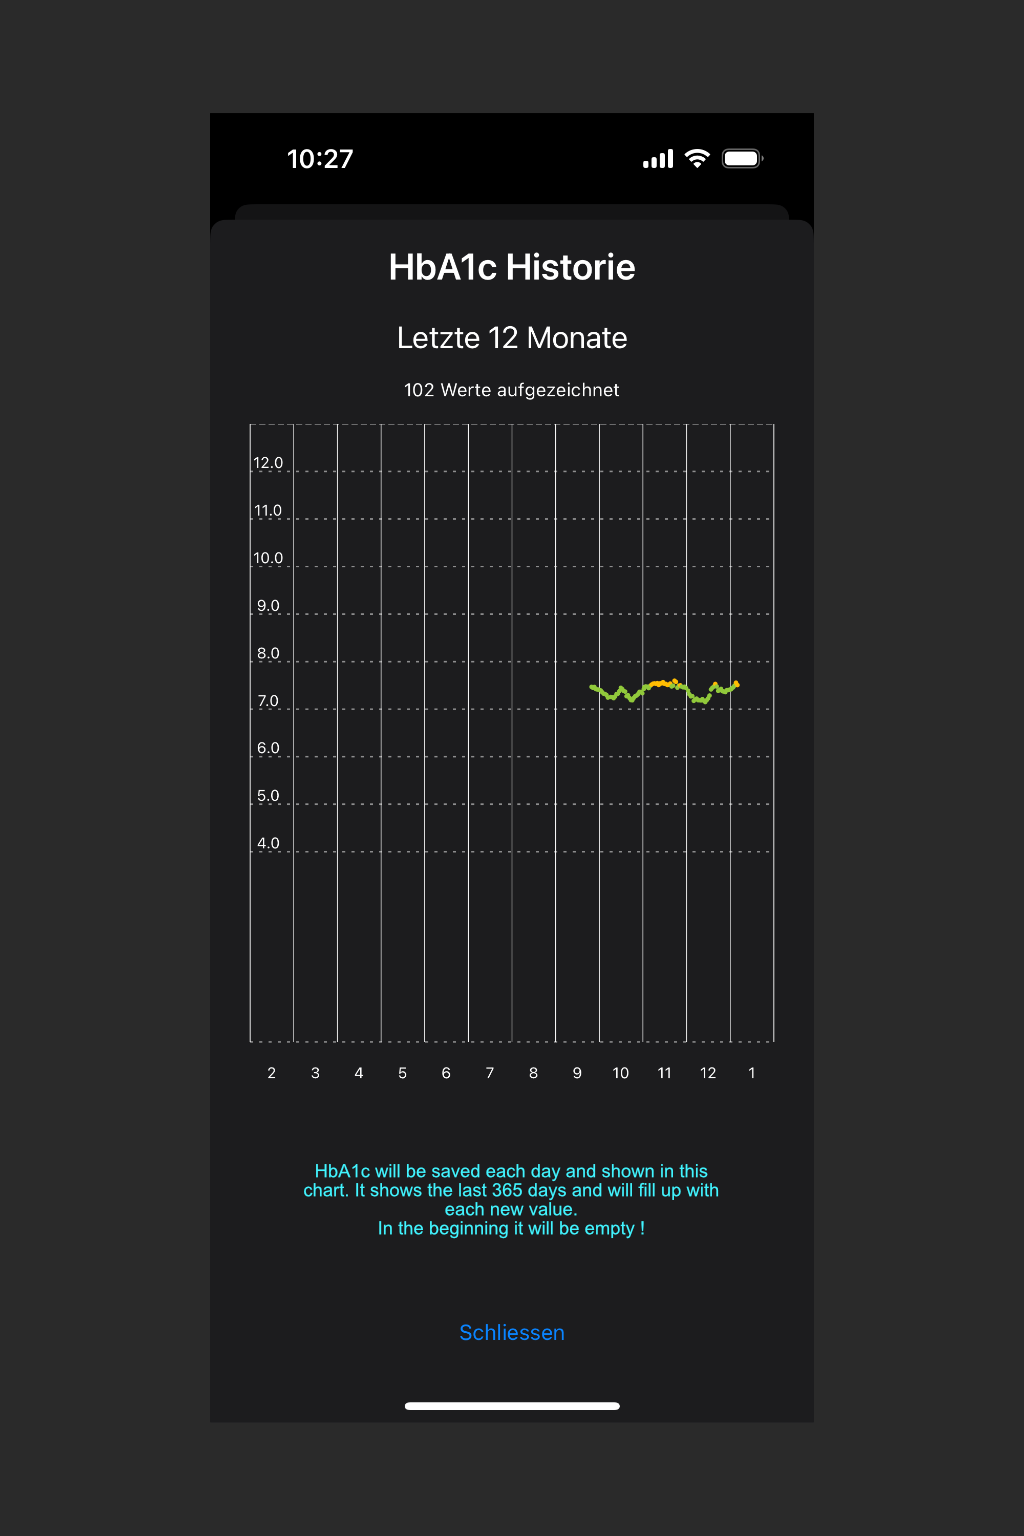 10:27
HbA1c Historie
Letzte 12 Monate
102 Werte aufgezeichnet
12.0
11.0
10.0
9.0
8.0
7.0
6.0
5.0
4.0
2 3 4 5 6 7 8 9 10 11 12 1
HbA1c will be saved each day and shown in this
chart. It shows the last 365 days and will fill up with
each new value.
In the beginning it will be empty !
Schliessen